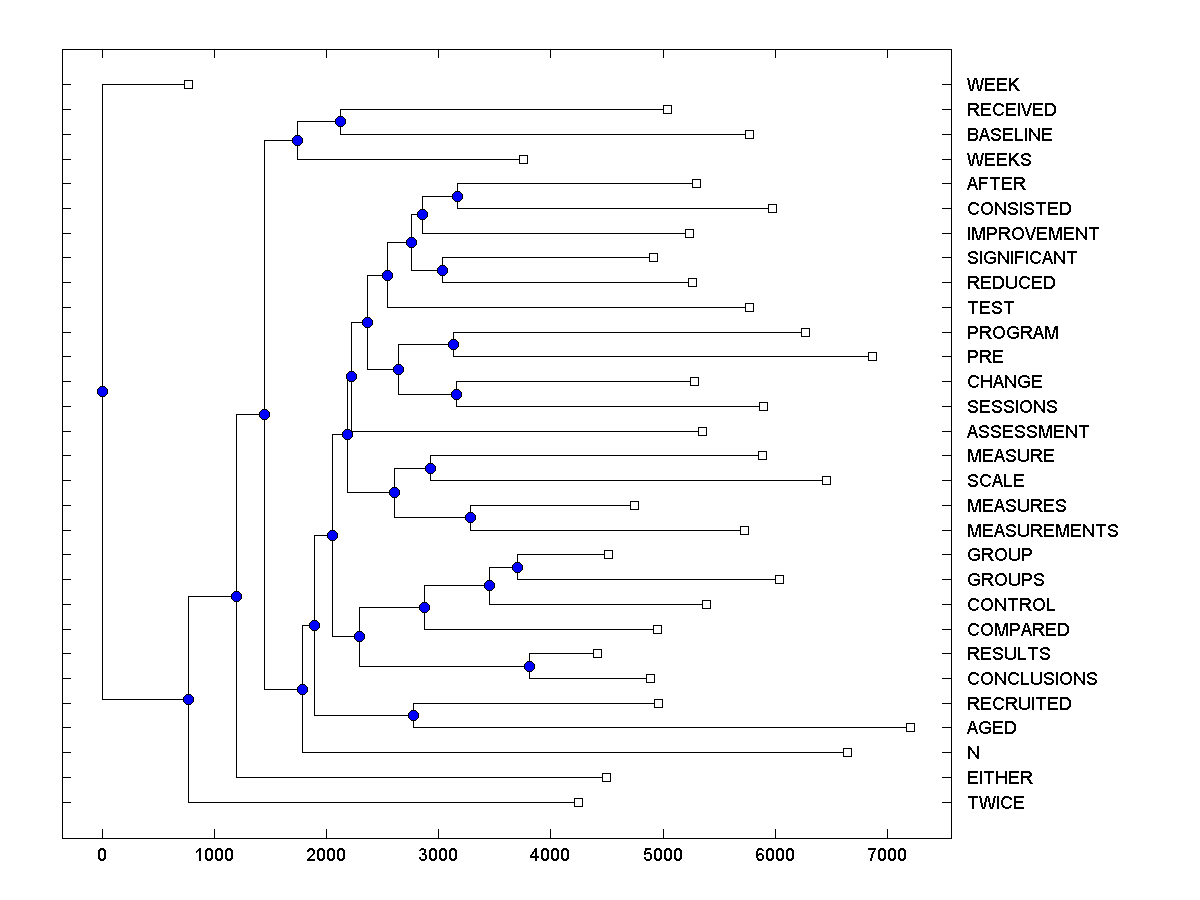 WEEK
RECEIVED
BASELINE
WEEKS
AFTER
CONSISTED
IMPROVEMENT
SIGNIFICANT
REDUCED
TEST
PROGRAM
PRE
CHANGE
SESSIONS
ASSESSMENT
MEASURE
SCALE
MEASURES
MEASUREMENTS
GROUP
GROUPS
CONTROL
COMPARED
RESULTS
CONCLUSIONS
RECRUITED
AGED
N
EITHER
TWICE
0 1000 2000 3000 4000 5000 6000 7000